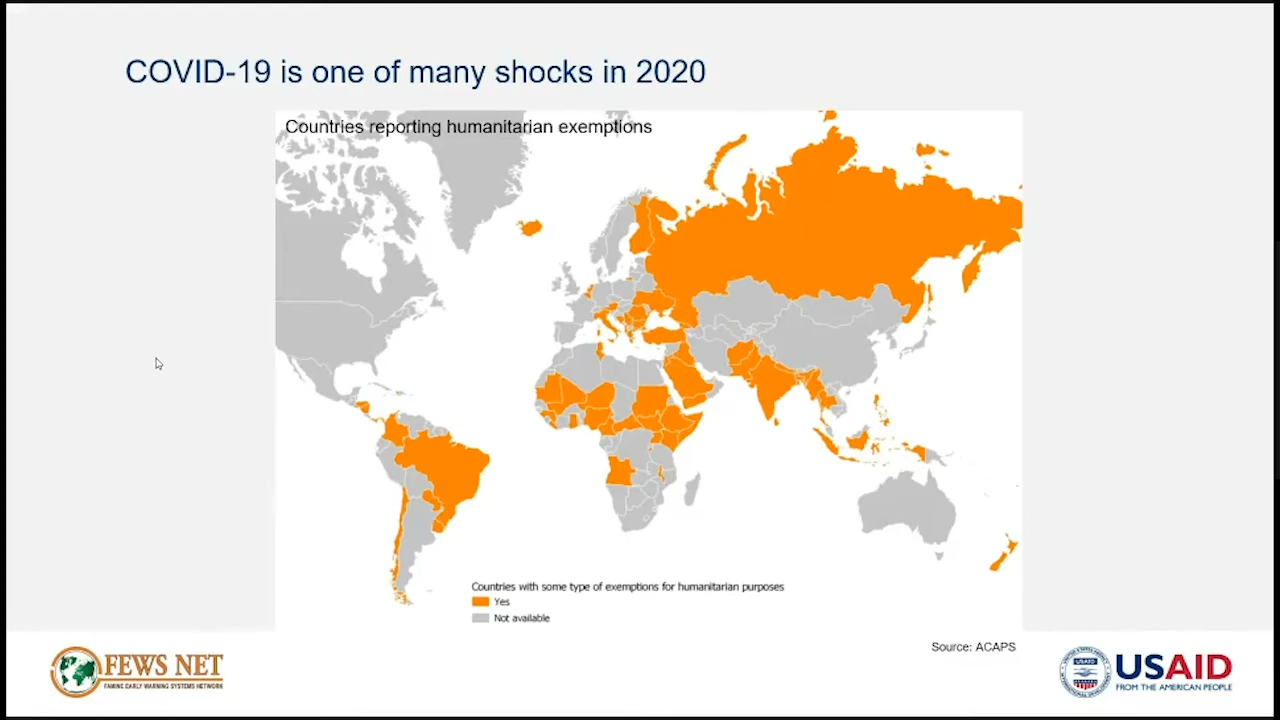 COVID-19 is one of many shocks in 2020
Countries reporting humanitarian exemptions
Countries with some type of exemptions for humanitarian purposes
Yes
Not available
Source: ACAPS
FEWS NET
FAMINE EARLY WARNING SYSTEMS NETWORK
USAID
USAID
FROM THE AMERICAN PEOPLE